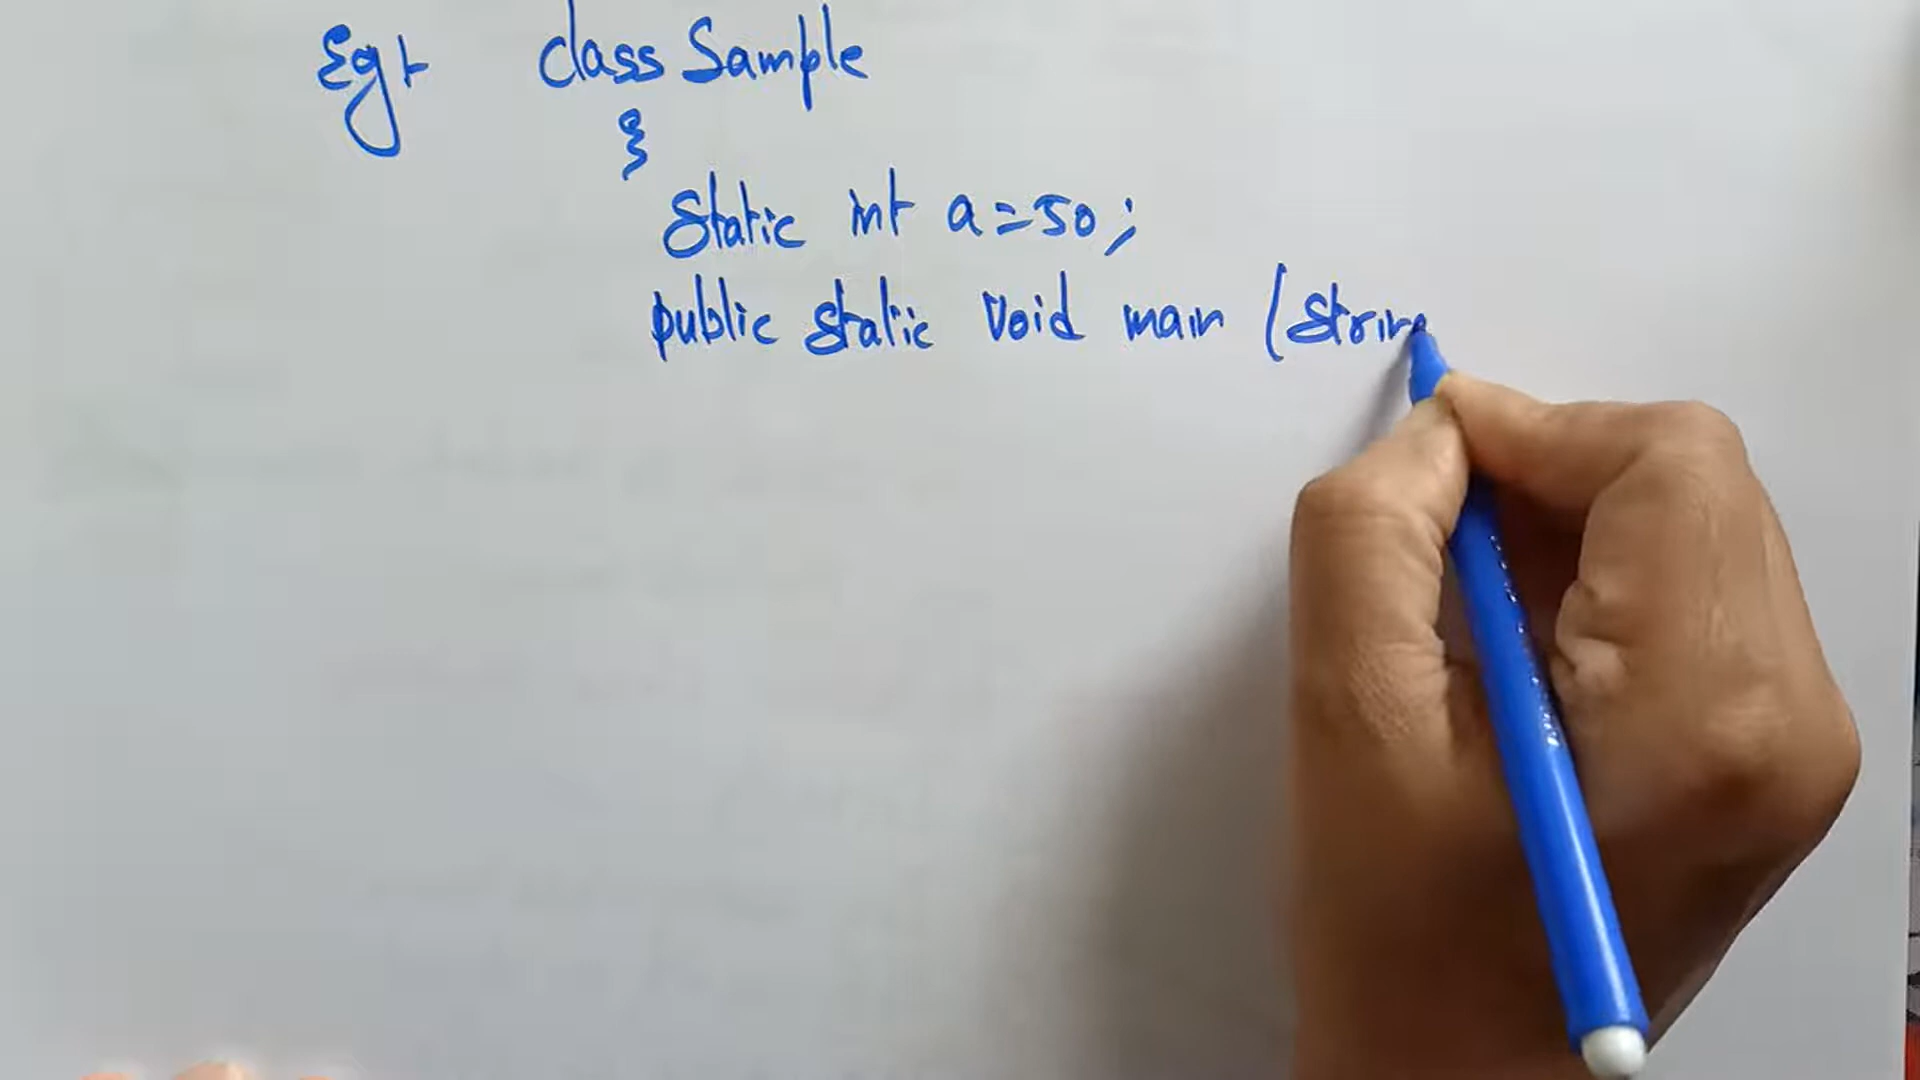 Eg:- class Sample
{
Static int a=50;
public static void main (String